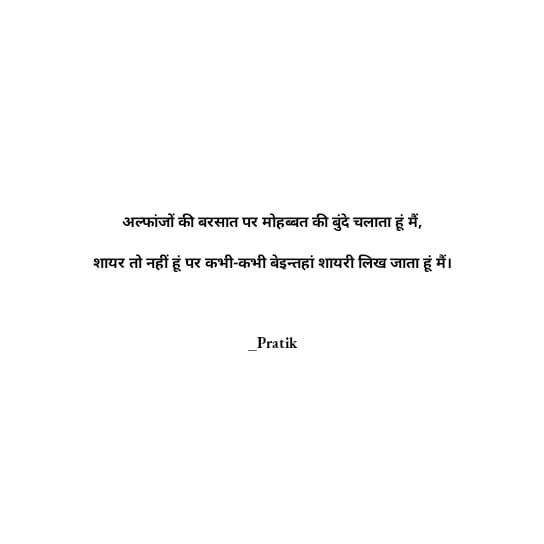 अल्फांजों की बरसात पर मोहब्बत की बुंदे चलाता हूं मैं,
शायर तो नहीं हूं पर कभी-कभी बेइन्तहां शायरी लिख जाता हूं मैं।
_Pratik